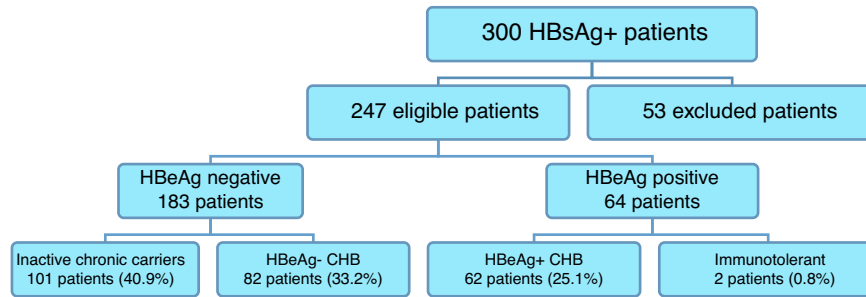 300 HBsAg+ patients
247 eligible patients
53 excluded patients
HBeAg negative
183 patients
HBeAg positive
64 patients
Inactive chronic carriers
101 patients (40.9%)
HBeAg- CHB
82 patients (33.2%)
HBeAg+ CHB
62 patients (25.1%)
Immunotolerant
2 patients (0.8%)